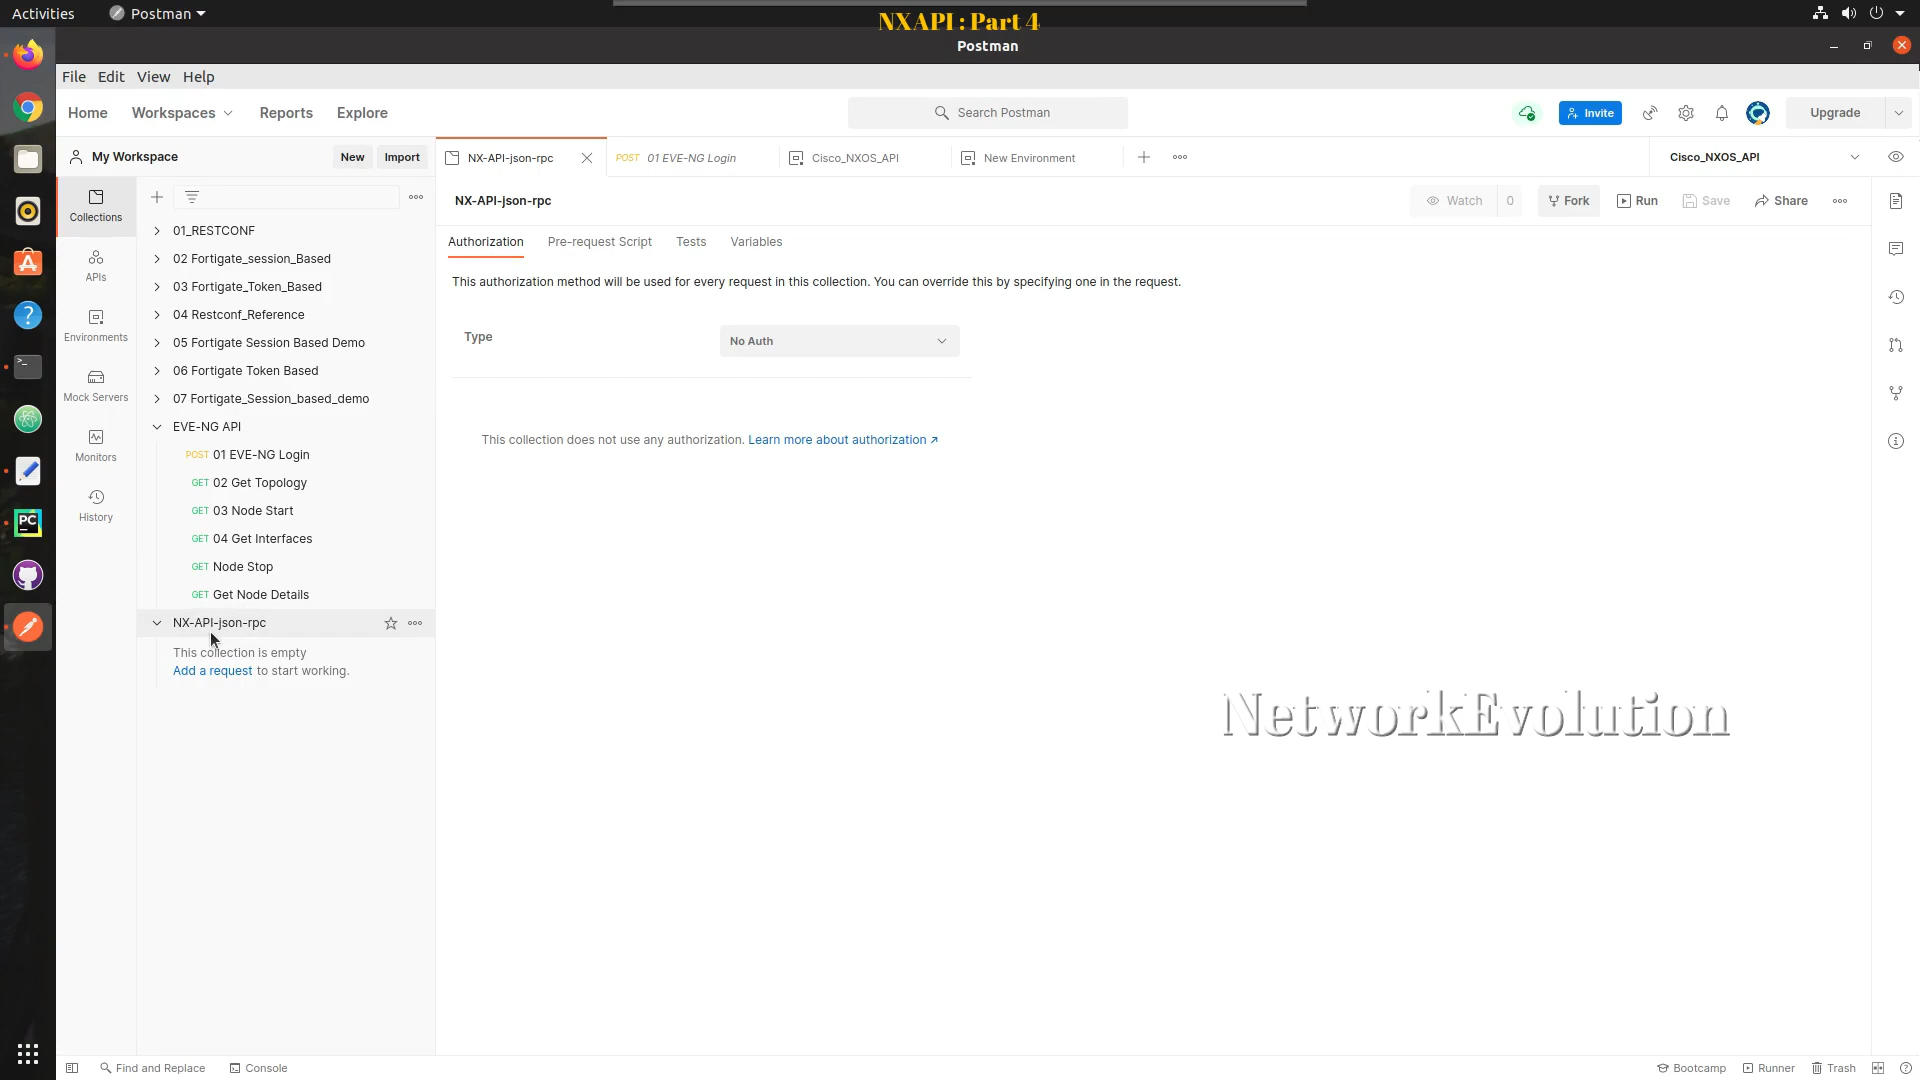 Activities
Postman
NXAPI : Part 4
Postman
File Edit View Help
Home Workspaces Reports Explore
Search Postman
Invite
Upgrade
My Workspace
New Import
NX-API-json-rpc
POST 01 EVE-NG Login
Cisco_NXOS_API
New Environment
Cisco_NXOS_API
Collections
APIs
Environments
Mock Servers
Monitors
History
01_RESTCONF
02 Fortigate_session_Based
03 Fortigate_Token_Based
04 Restconf_Reference
05 Fortigate Session Based Demo
06 Fortigate Token Based
07 Fortigate_Session_based_demo
EVE-NG API
POST 01 EVE-NG Login
GET 02 Get Topology
GET 03 Node Start
GET 04 Get Interfaces
GET Node Stop
GET Get Node Details
NX-API-json-rpc
This collection is empty
Add a request to start working.
NX-API-json-rpc
Watch 0
Fork
Run
Save
Share
Authorization Pre-request Script Tests Variables
This authorization method will be used for every request in this collection. You can override this by specifying one in the request.
Type
No Auth
This collection does not use any authorization. Learn more about authorization ↗
NetworkEvolution
Find and Replace
Console
Bootcamp
Runner
Trash
PC